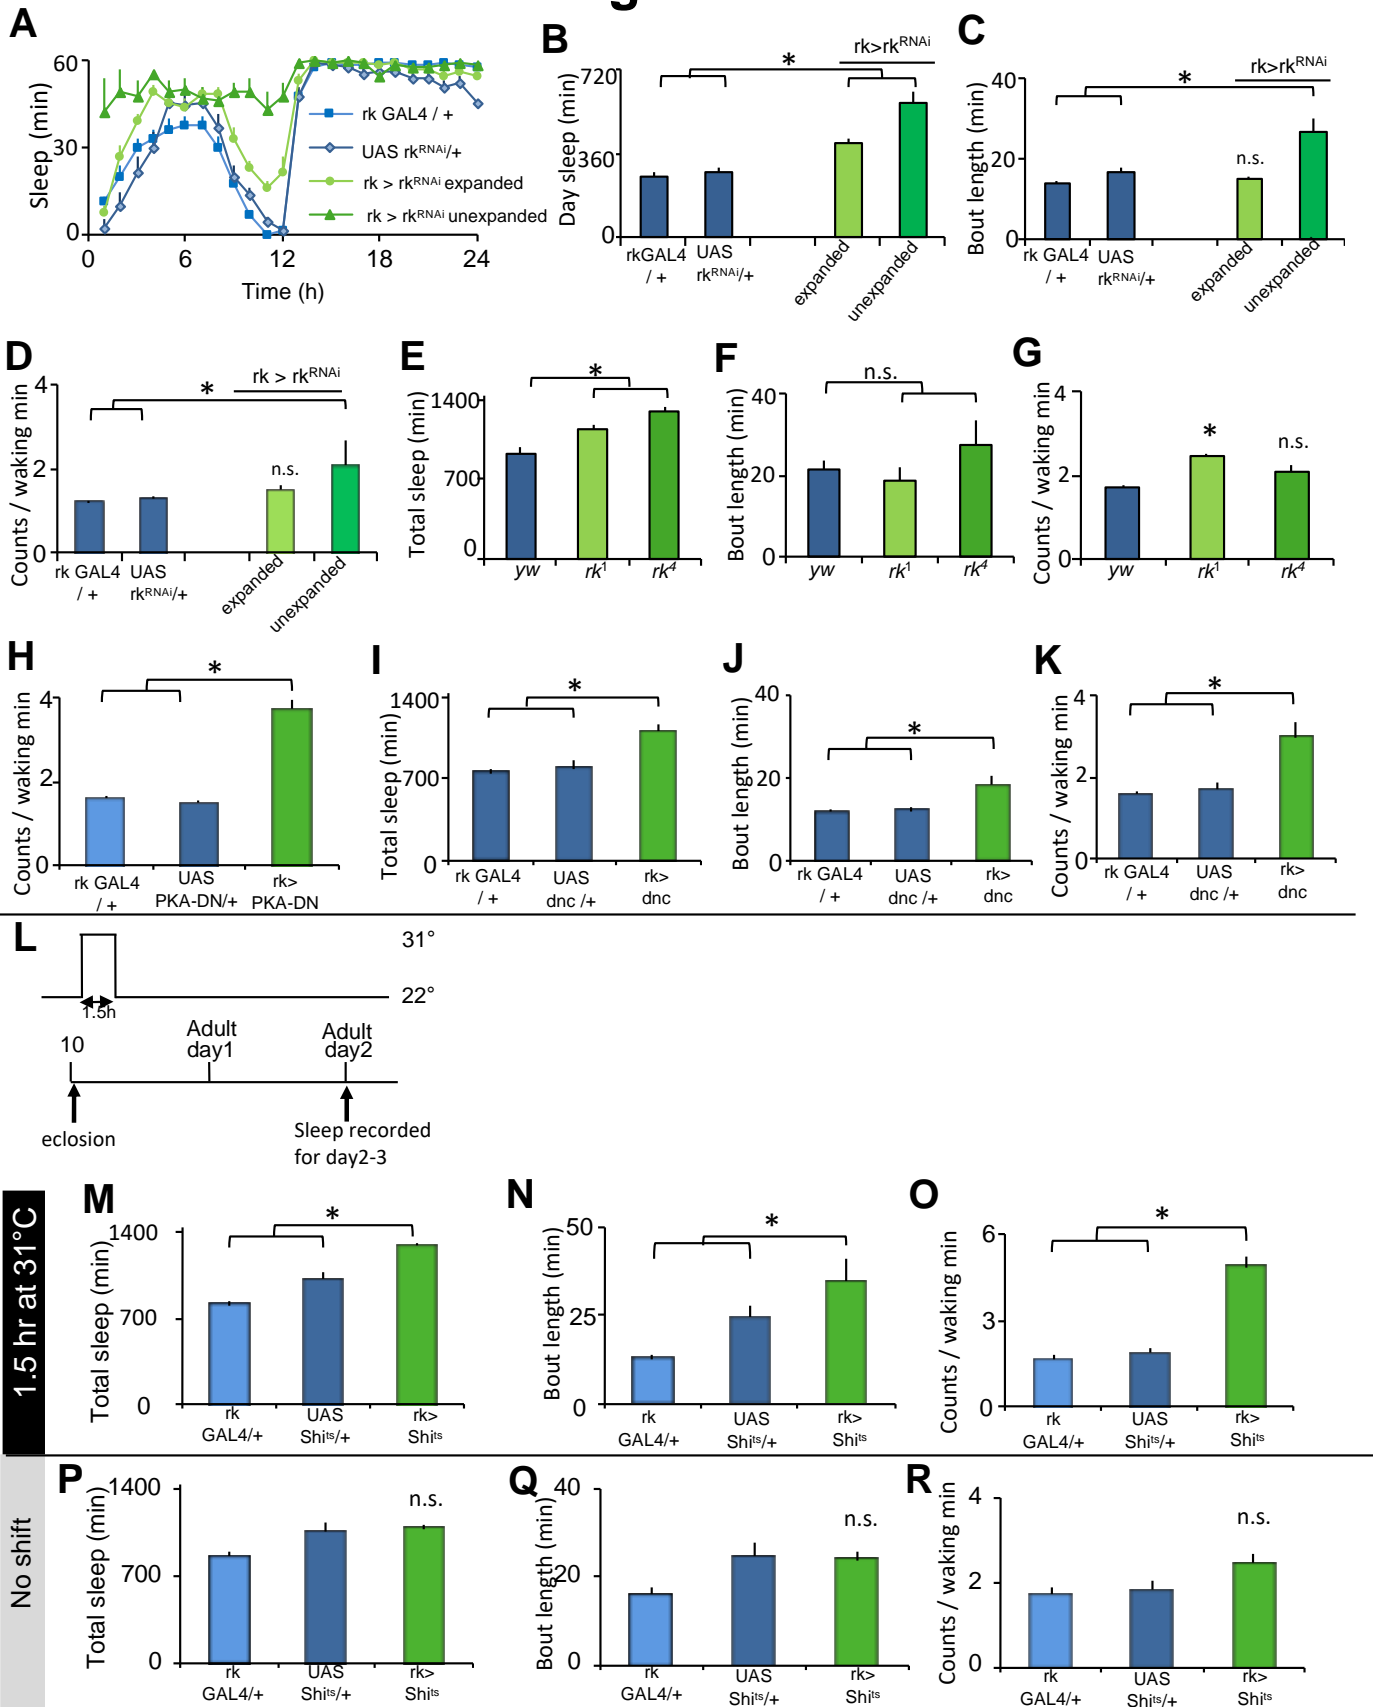 g
A
60
30
0
Sleep (min)
0 6 12 18 24
Time (h)
rk GAL4 / +
UAS rkRNAi/+
rk > rkRNAi expanded
rk > rkRNAi unexpanded
B
rk>rkRNAi
*
720
360
0
Day sleep (min)
rkGAL4 / +
UAS rkRNAi/+
expanded
unexpanded
C
rk>rkRNAi
*
40
20
0
Bout length (min)
n.s.
rk GAL4 / +
UAS rkRNAi/+
expanded
unexpanded
D
rk > rkRNAi
*
4
2
0
Counts / waking min
n.s.
rk GAL4 / +
UAS rkRNAi/+
expanded
unexpanded
E
*
1400
700
0
Total sleep (min)
yw rk1 rk4
F
n.s.
40
20
0
Bout length (min)
yw rk1 rk4
G
4
2
0
Counts / waking min
*
n.s.
yw rk1 rk4
H
*
4
2
0
Counts / waking min
rk GAL4 / +
UAS PKA-DN/+
rk> PKA-DN
I
*
1400
700
0
Total sleep (min)
rk GAL4 / +
UAS dnc /+
rk> dnc
J
*
40
20
0
Bout length (min)
rk GAL4 / +
UAS dnc /+
rk> dnc
K
*
4
2
0
Counts / waking min
rk GAL4 / +
UAS dnc /+
rk> dnc
L
31°
22°
1.5h
10
Adult day1
Adult day2
eclosion
Sleep recorded
for day2-3
1.5 hr at 31°C
M
*
1400
700
0
Total sleep (min)
rk GAL4/+
UAS Shits/+
rk> Shits
N
*
50
25
0
Bout length (min)
rk GAL4/+
UAS Shits/+
rk> Shits
O
*
6
3
0
Counts / waking min
rk GAL4/+
UAS Shits/+
rk> Shits
No shift
P
n.s.
1400
700
0
Total sleep (min)
rk GAL4/+
UAS Shits/+
rk> Shits
Q
n.s.
40
20
0
Bout length (min)
rk GAL4/+
UAS Shits/+
rk> Shits
R
n.s.
4
2
0
Counts / waking min
rk GAL4/+
UAS Shits/+
rk> Shits